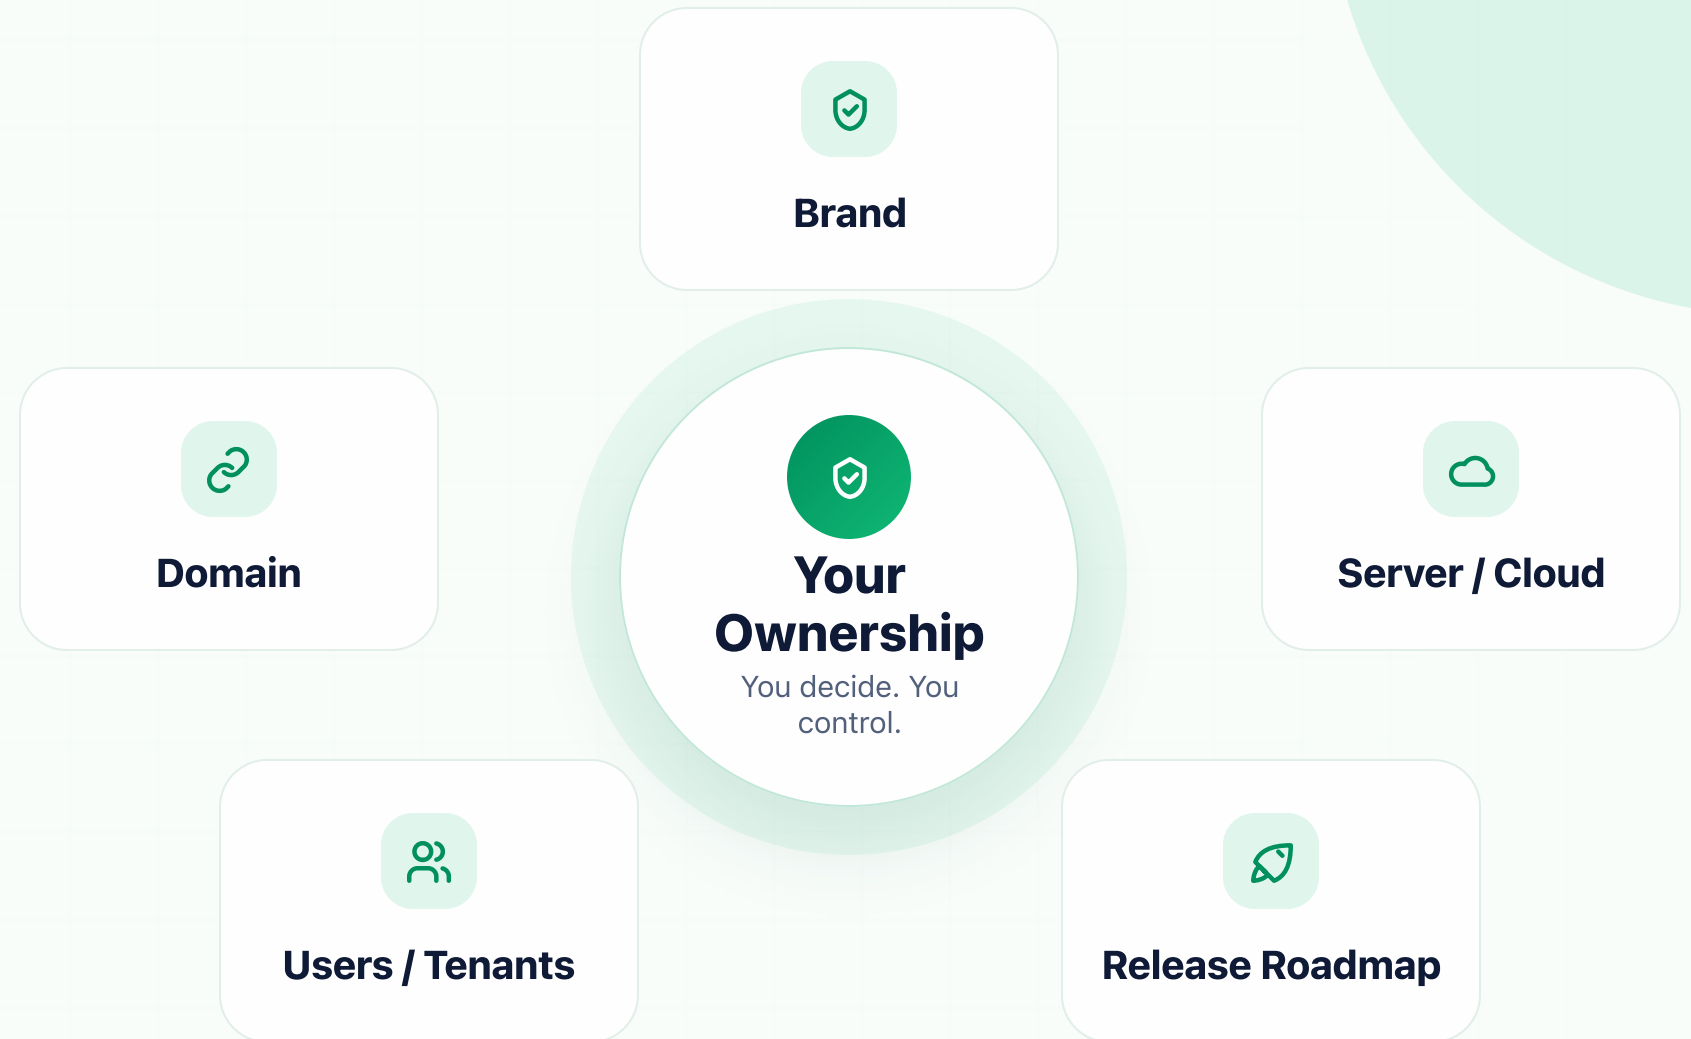 Brand
Domain
Your
Ownership
You decide. You
control.
Server / Cloud
Users / Tenants
Release Roadmap